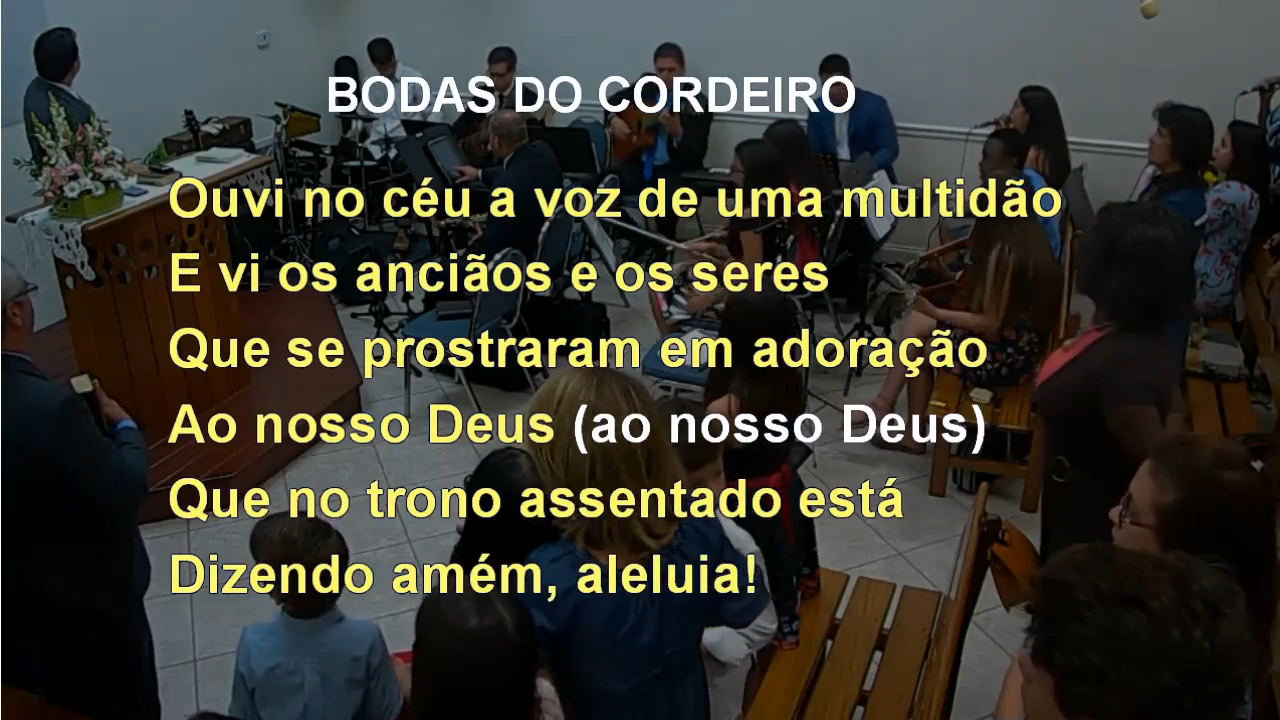 BODAS DO CORDEIRO
Ouvi no céu a voz de uma multidão
E vi os anciãos e os seres
Que se prostraram em adoração
Ao nosso Deus (ao nosso Deus)
Que no trono assentado está
Dizendo amém, aleluia!